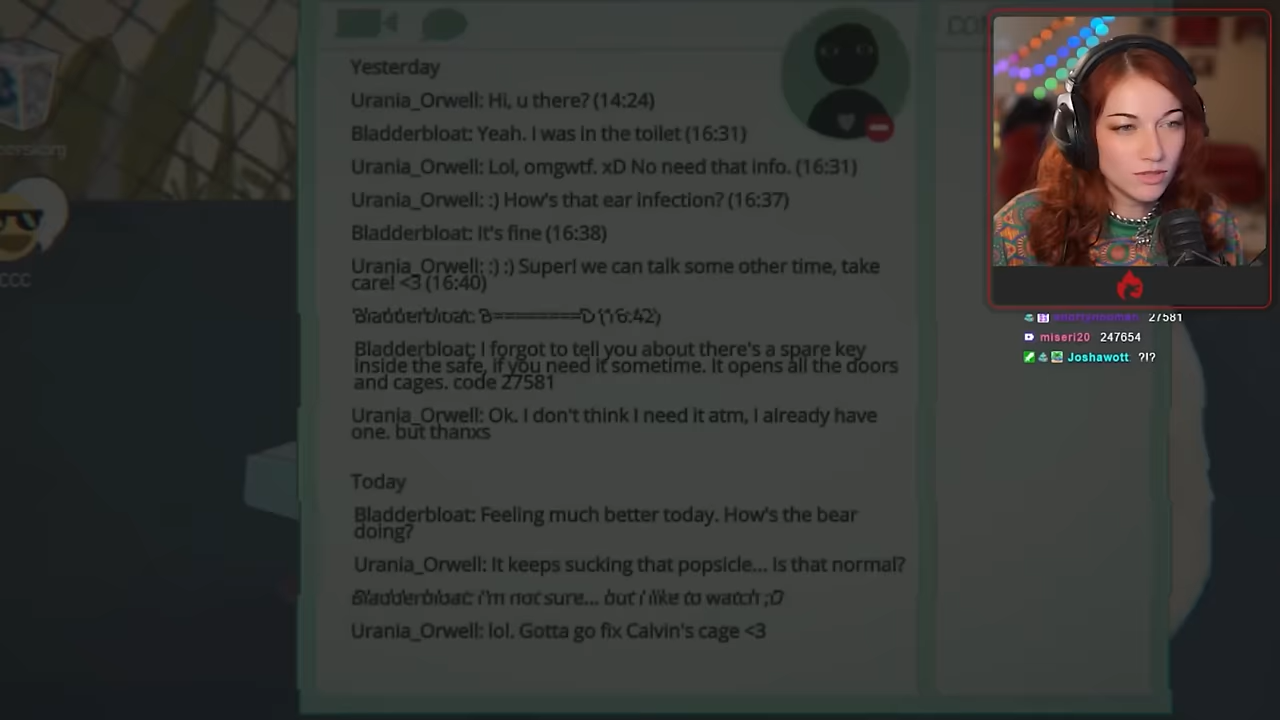 Yesterday
Urania_Orwell: Hi, u there? (14:24)
Bladderbloat: Yeah. I was in the toilet (16:31)
Urania_Orwell: Lol, omgwtf. xD No need that info. (16:31)
Urania_Orwell: :) How's that ear infection? (16:37)
Bladderbloat: It's fine (16:38)
Urania_Orwell: :) :) Super! we can talk some other time, take
care! <3 (16:40)
Bladderbloat: B========D (16:42)
Bladderbloat: I forgot to tell you about there's a spare key
inside the safe, if you need it sometime. It opens all the doors
and cages. code 27581
Urania_Orwell: Ok. I don't think I need it atm, I already have
one. but thanxs
Today
Bladderbloat: Feeling much better today. How's the bear
doing?
Urania_Orwell: It keeps sucking that popsicle... Is that normal?
Bladderbloat: i'm not sure... but i like to watch ;D
Urania_Orwell: lol. Gotta go fix Calvin's cage <3
27581
miseri20 247654
Joshawott: ?!?